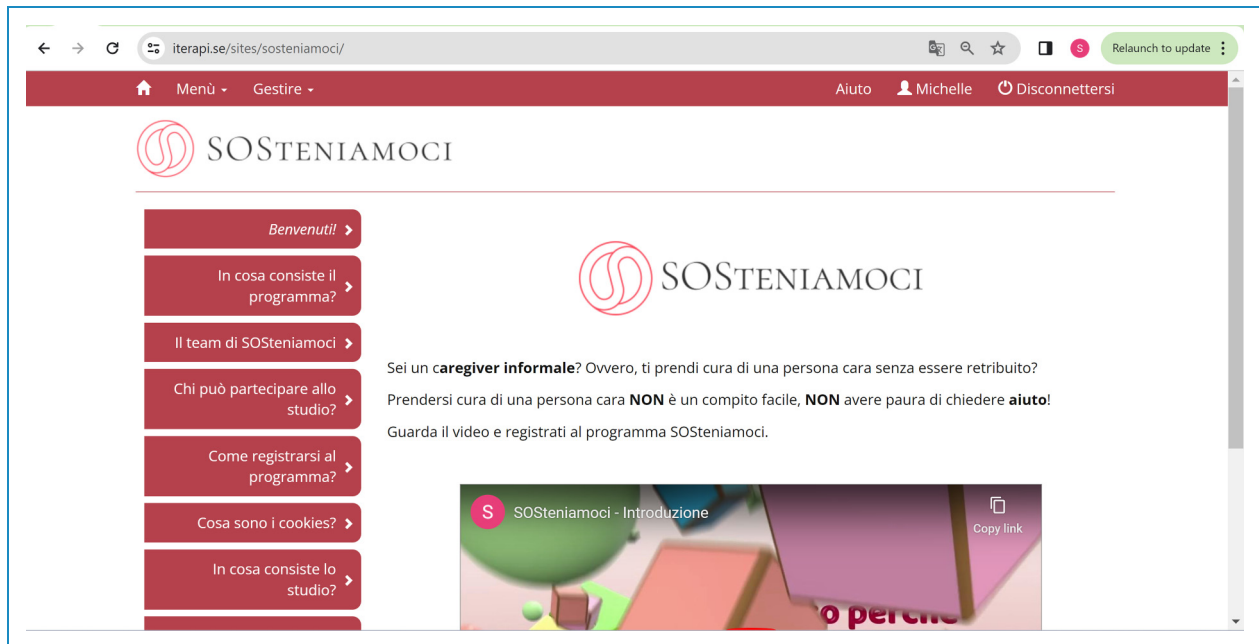 iterapi.se/sites/sosteniamoci/
S
Relaunch to update
Menù
Gestire
Aiuto
Michelle
Disconnettersi
SOSTENIAMOCI
Benvenuti!
In cosa consiste il
programma?
Il team di SOSteniamoci
Chi può partecipare allo
studio?
Come registrarsi al
programma?
Cosa sono i cookies?
In cosa consiste lo
studio?
SOSTENIAMOCI
Sei un caregiver informale? Ovvero, ti prendi cura di una persona cara senza essere retribuito?
Prendersi cura di una persona cara NON è un compito facile, NON avere paura di chiedere aiuto!
Guarda il video e registrati al programma SOSteniamoci.
S
SOSteniamoci - Introduzione
Copy link
o perché